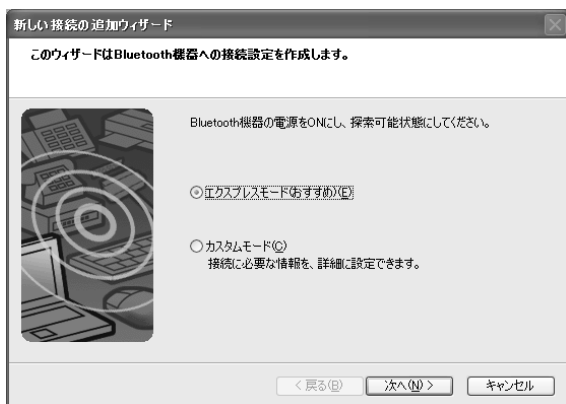 新しい接続の追加ウィザード
このウィザードはBluetooth機器への接続設定を作成します。
Bluetooth機器の電源をONにし、探索可能状態にしてください。
エクスプレスモード(おすすめ)(E)
カスタムモード(C)
接続に必要な情報を、詳細に設定できます。
< 戻る(B) 次へ(N) > キャンセル